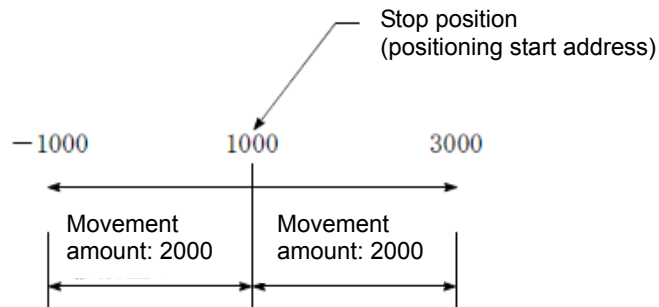 Stop position
(positioning start address)
－1000 1000 3000
Movement
amount: 2000
Movement
amount: 2000